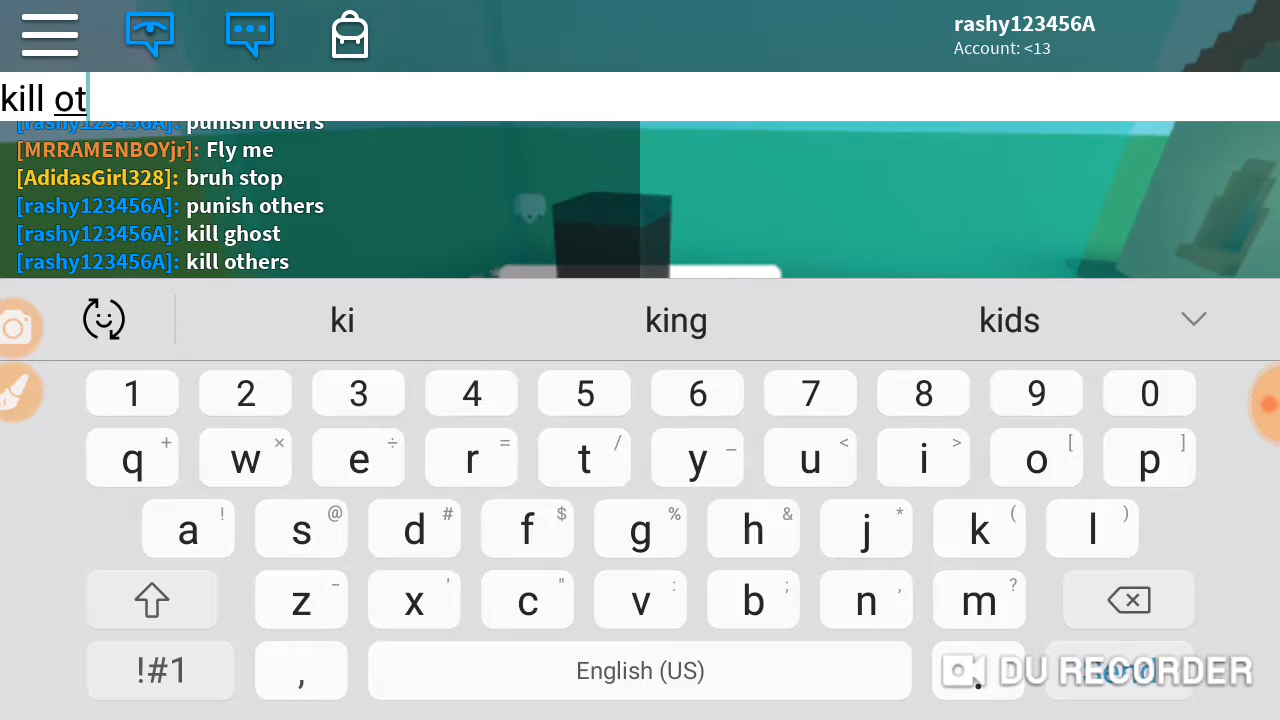 rashy123456A
Account: <13
kill ot
[rashy123456A]: punish others
[MRRAMENBOYjr]: Fly me
[AdidasGirl328]: bruh stop
[rashy123456A]: punish others
[rashy123456A]: kill ghost
[rashy123456A]: kill others
ki king kids
1 2 3 4 5 6 7 8 9 0
q + w × e ÷ r = t / y _ u < i > o [ p ]
a ! s @ d # f $ g % h & j * k ( l )
z - x ' c " v : b ; n , m ?
!#1 , English (US) . Send
DU RECORDER